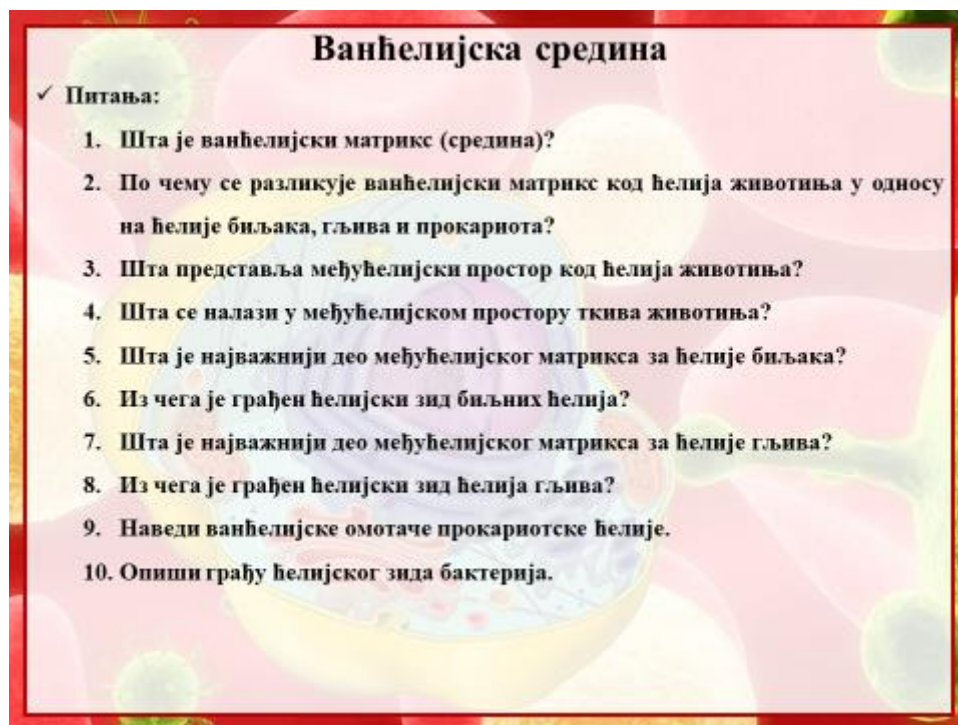 Ванћелијска средина
✓ Питања:
1. Шта је ванћелијски матрикс (средина)?
2. По чему се разликује ванћелијски матрикс код ћелија животиња у односу
на ћелије биљака, гљива и прокариота?
3. Шта представља међућелијски простор код ћелија животиња?
4. Шта се налази у међућелијском простору ткива животиња?
5. Шта је најважнији део међућелијског матрикса за ћелије биљака?
6. Из чега је грађен ћелијски зид биљних ћелија?
7. Шта је најважнији део међућелијског матрикса за ћелије гљива?
8. Из чега је грађен ћелијски зид ћелија гљива?
9. Наведи ванћелијске омотаче прокариотске ћелије.
10. Опиши грађу ћелијског зида бактерија.